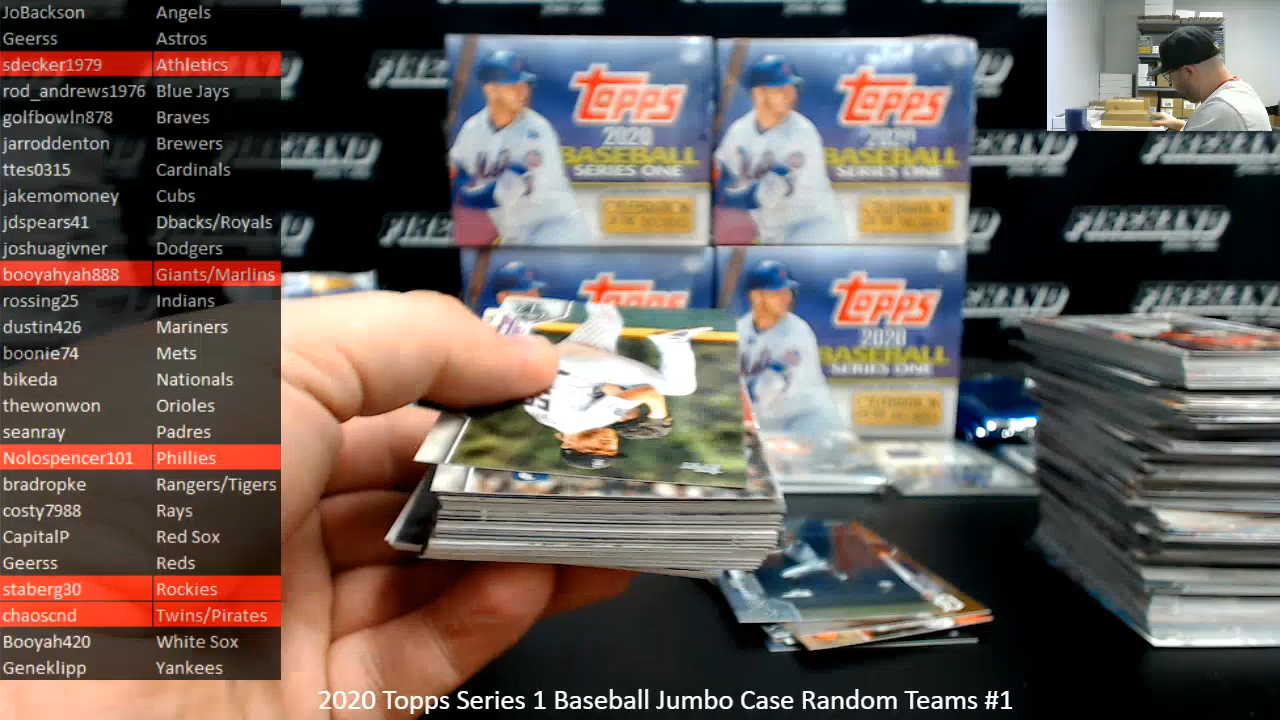 JoBackson Angels
Geerss Astros
sdecker1979 Athletics
rod_andrews1976 Blue Jays
golfbowln878 Braves
jarroddenton Brewers
ttes0315 Cardinals
jakemomoney Cubs
jdspears41 Dbacks/Royals
joshuagivner Dodgers
booyahyah888 Giants/Marlins
rossing25 Indians
dustin426 Mariners
boonie74 Mets
bikeda Nationals
thewonwon Orioles
seanray Padres
Nolospencer101 Phillies
bradropke Rangers/Tigers
costy7988 Rays
CapitalP Red Sox
Geerss Reds
staberg30 Rockies
chaoscnd Twins/Pirates
Booyah420 White Sox
Geneklipp Yankees
Topps
2020
BASEBALL
SERIES ONE
Topps
2020
BASEBALL
SERIES ONE
Topps
Topps
2020
BASEBALL
SERIES ONE
FIREHAND
FIREHAND
2020 Topps Series 1 Baseball Jumbo Case Random Teams #1